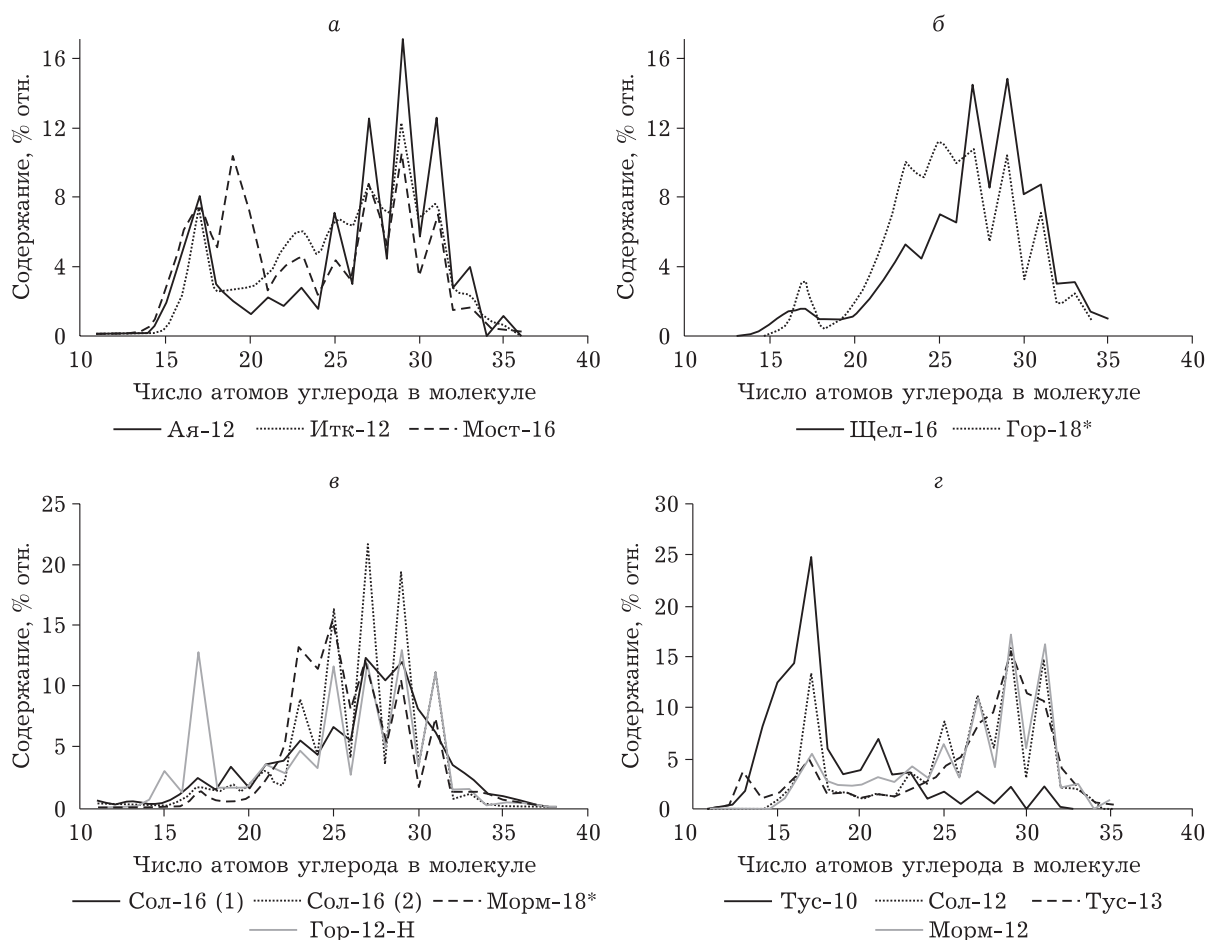 а
Содержание, % отн.
16
12
8
4
0
10 15 20 25 30 35 40
Число атомов углерода в молекуле
Ая-12 Итк-12 Мост-16
б
Содержание, % отн.
16
12
8
4
0
10 15 20 25 30 35 40
Число атомов углерода в молекуле
Щел-16 Гор-18*
в
Содержание, % отн.
25
20
15
10
5
0
10 15 20 25 30 35 40
Число атомов углерода в молекуле
Сол-16 (1) Сол-16 (2) Морм-18*
Гор-12-Н
г
Содержание, % отн.
30
25
20
15
10
5
0
10 15 20 25 30 35 40
Число атомов углерода в молекуле
Тус-10 Сол-12 Тус-13
Морм-12